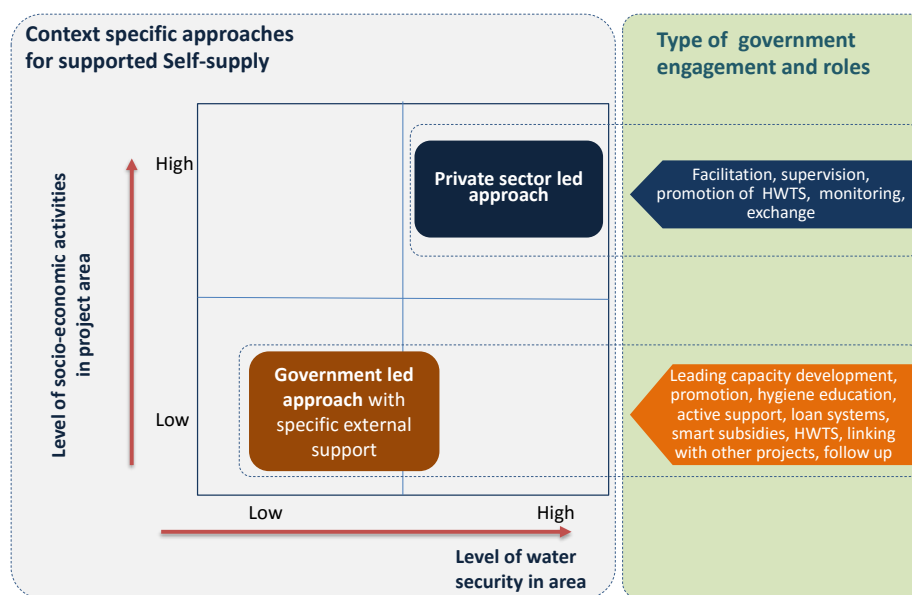 Context specific approaches
for supported Self-supply
Type of government
engagement and roles
High
Private sector led
approach
Facilitation, supervision,
promotion of HWTS, monitoring,
exchange
Level of socio-economic activities
in project area
Government led
approach with
specific external
support
Leading capacity development,
promotion, hygiene education,
active support, loan systems,
smart subsidies, HWTS, linking
with other projects, follow up
Low
Low
High
Level of water
security in area